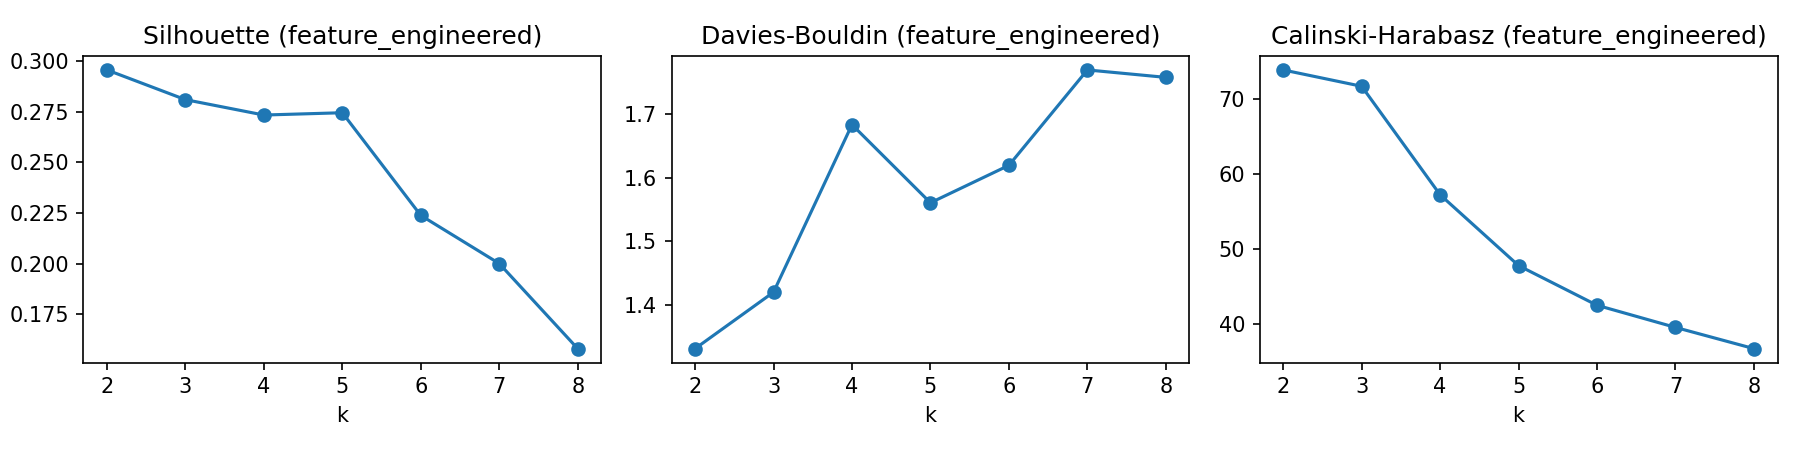 Silhouette (feature_engineered)
0.300
0.275
0.250
0.225
0.200
0.175
2 3 4 5 6 7 8
k
Davies-Bouldin (feature_engineered)
1.7
1.6
1.5
1.4
2 3 4 5 6 7 8
k
Calinski-Harabasz (feature_engineered)
70
60
50
40
2 3 4 5 6 7 8
k